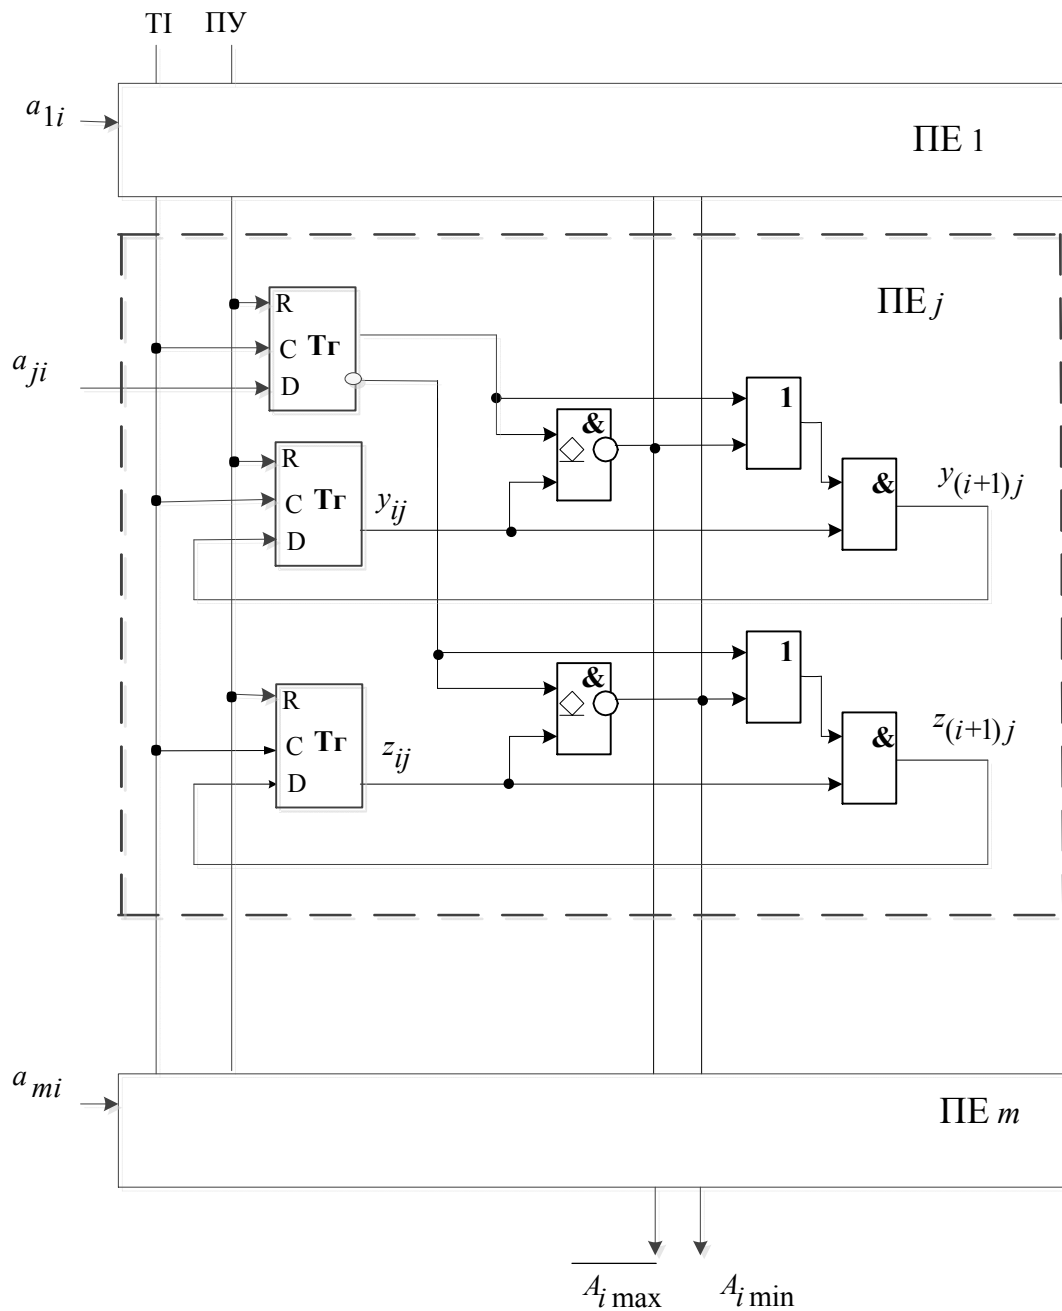 ТІ ПУ
a1i
ПЕ 1
ПЕ j
R
C Тг
D
aji
&
1
R
C Тг
D
yij
&
y(i+1)j
&
1
R
C Тг
D
zij
&
z(i+1)j
ami
ПЕ m
Ai max
Ai min